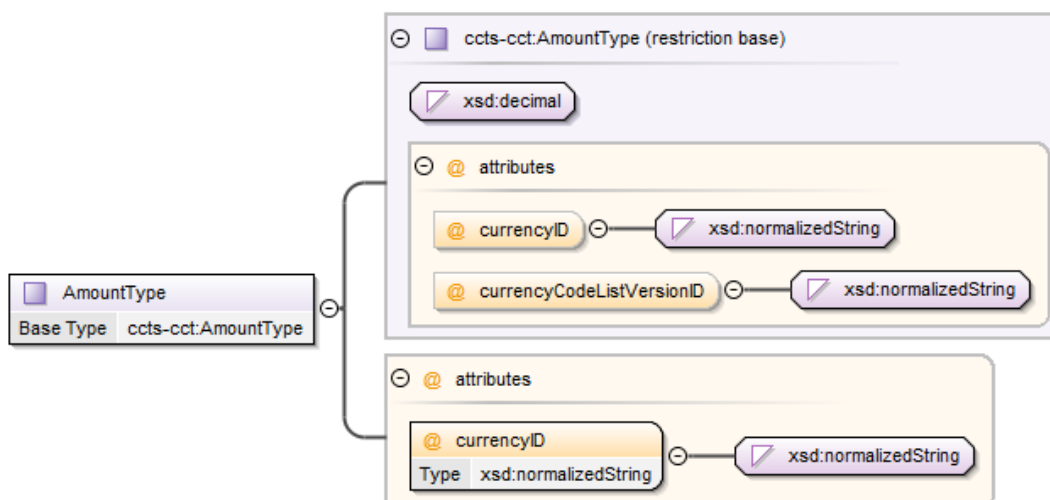 ccts-cct:AmountType (restriction base)
xsd:decimal
@ attributes
@ currencyID xsd:normalizedString
@ currencyCodeListVersionID xsd:normalizedString
AmountType
Base Type ccts-cct:AmountType
@ attributes
@ currencyID
Type xsd:normalizedString
xsd:normalizedString